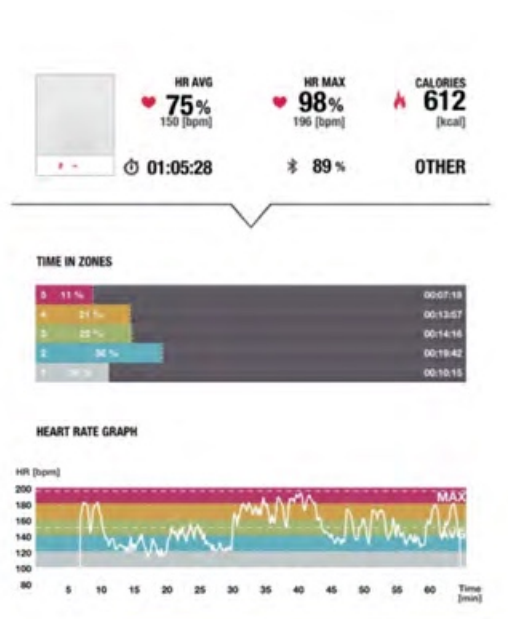 HR AVG
75%
150 [bpm]
HR MAX
98%
196 [bpm]
CALORIES
612
[kcal]
01:05:28
89 %
OTHER
TIME IN ZONES
5 11 % 00:07:18
4 21 % 00:13:57
3 22 % 00:14:16
2 30 % 00:19:42
00:10:15
HEART RATE GRAPH
HR [bpm]
200
180
160
140
120
100
80
MAX
AVG
5 10 15 20 25 30 35 40 45 50 55 60 Time
[min]